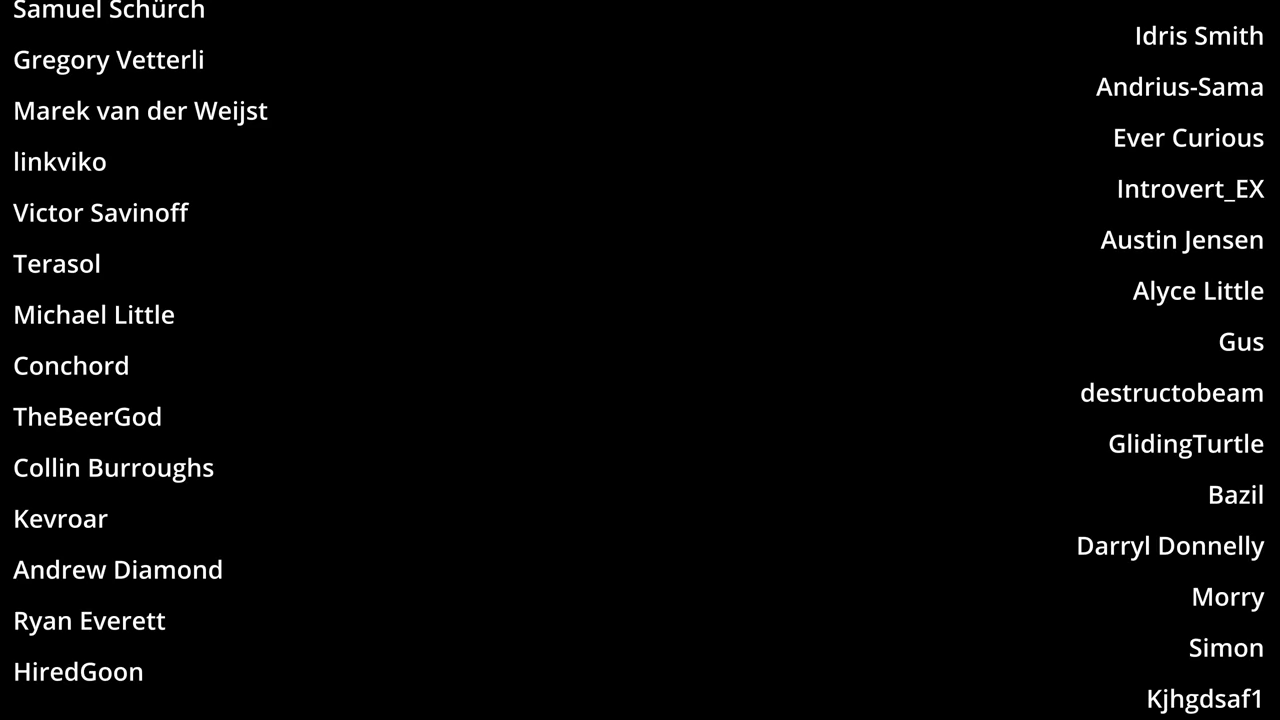 Samuel Schürch
Gregory Vetterli
Marek van der Weijst
linkviko
Victor Savinoff
Terasol
Michael Little
Conchord
TheBeerGod
Collin Burroughs
Kevroar
Andrew Diamond
Ryan Everett
HiredGoon
Idris Smith
Andrius-Sama
Ever Curious
Introvert_EX
Austin Jensen
Alyce Little
Gus
destructobeam
GlidingTurtle
Bazil
Darryl Donnelly
Morry
Simon
Kjhgdsaf1